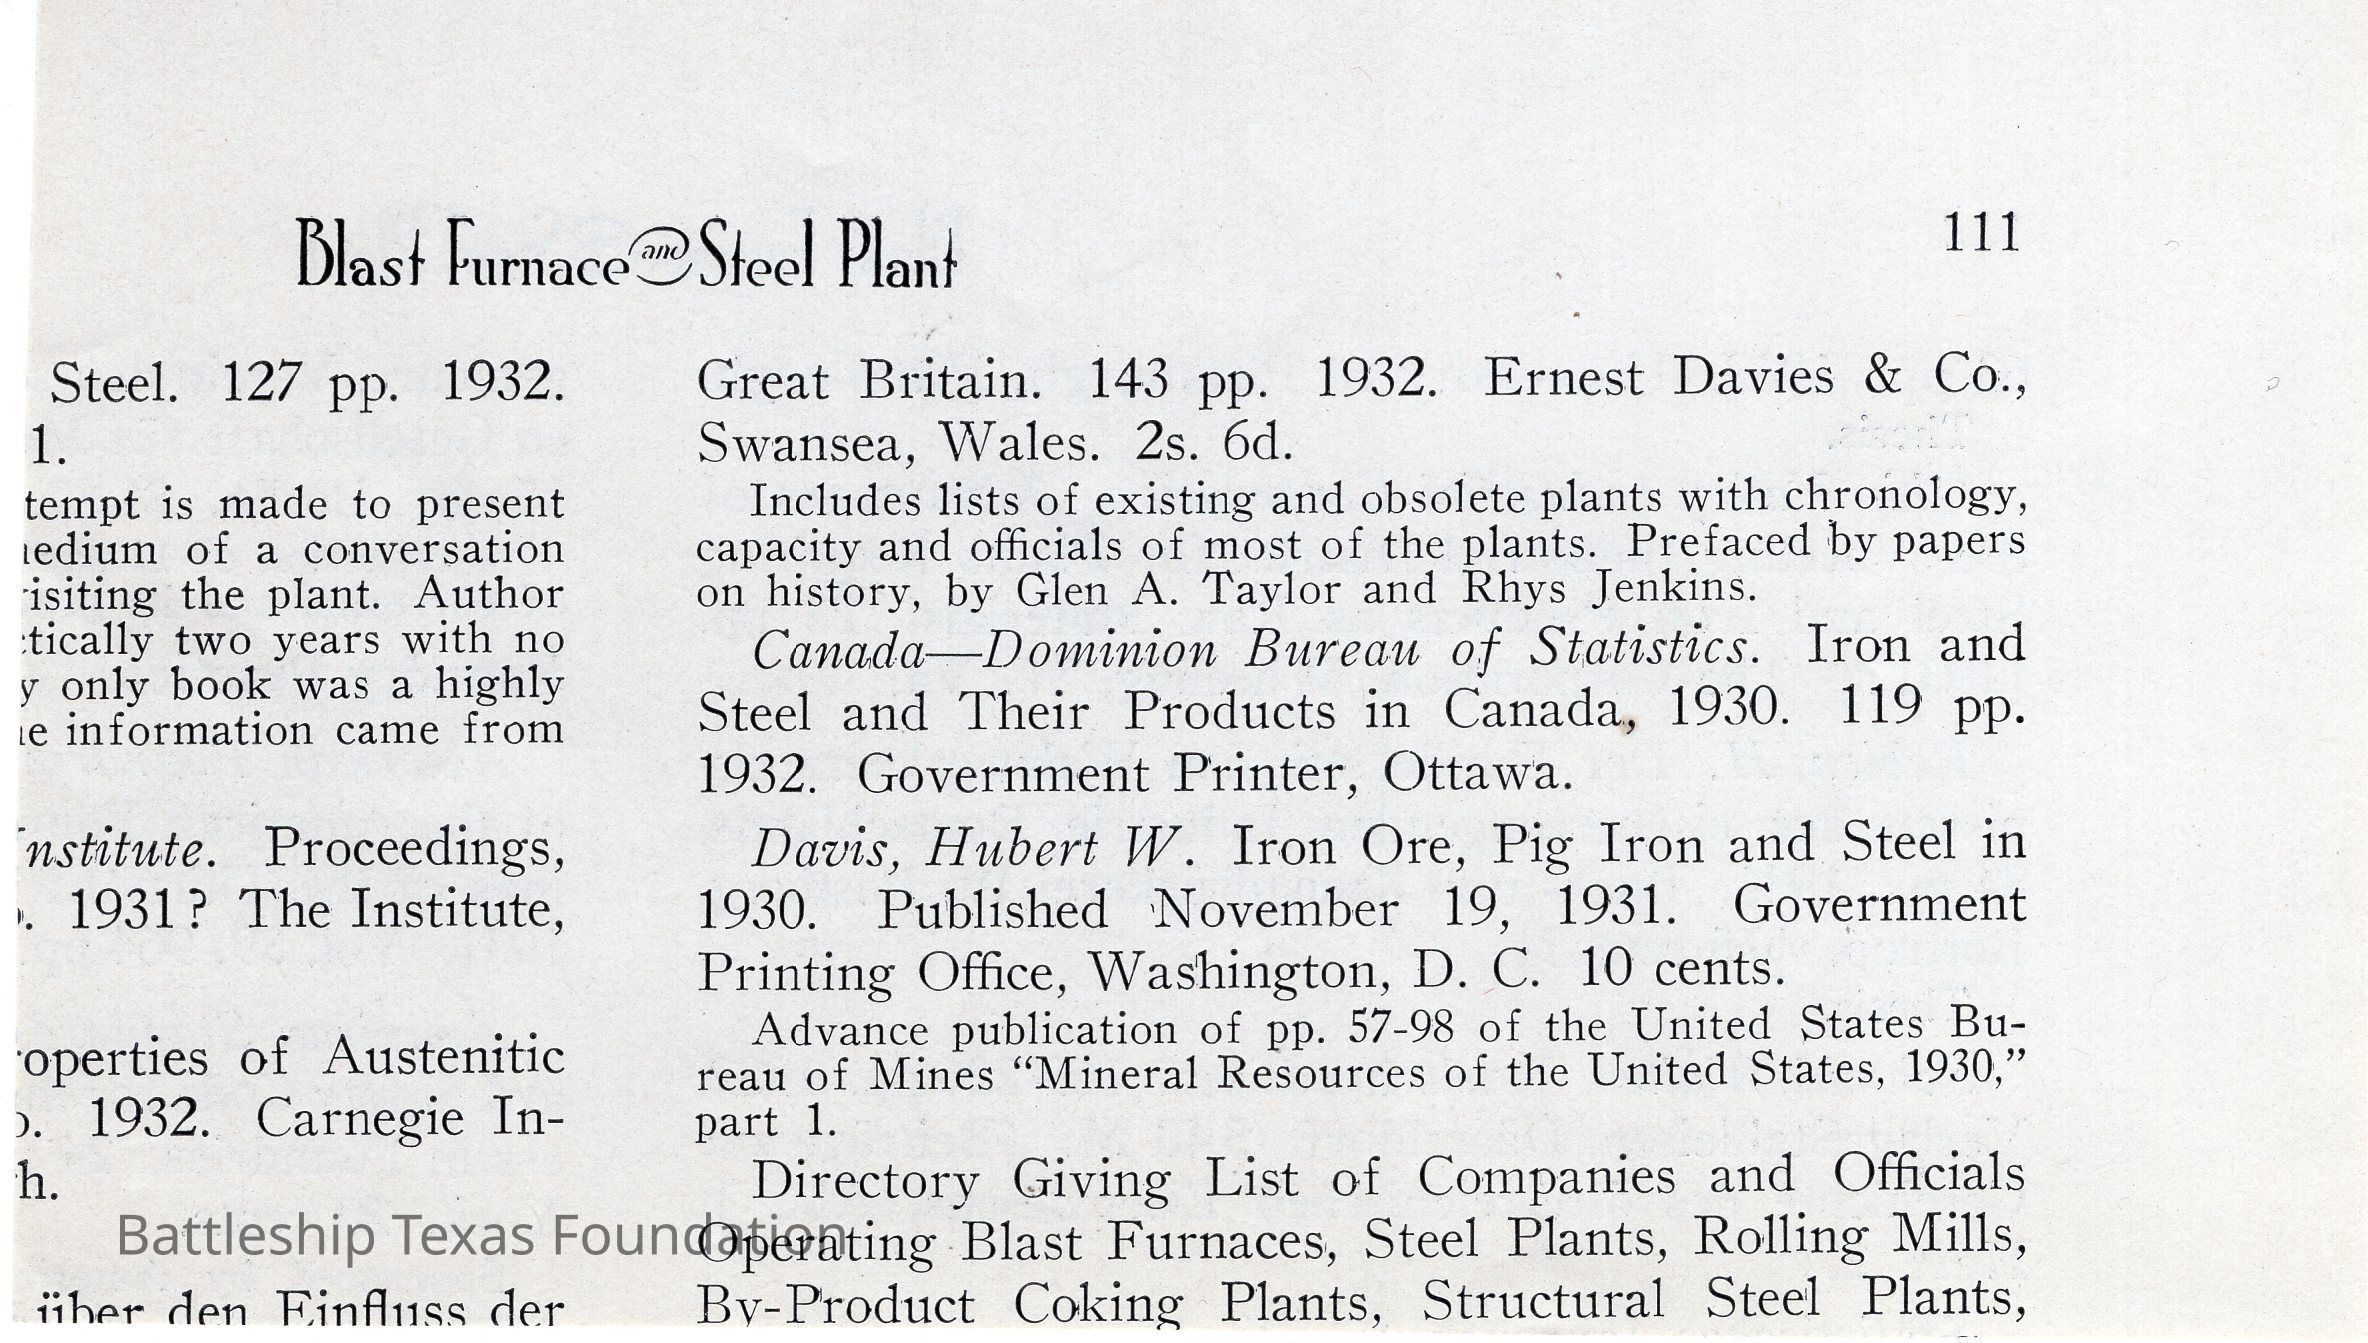 Blast Furnace and Steel Plant
111
Steel. 127 pp. 1932.
1.
is made to present
of a conversation
the plant. Author
two years with no
only book was a highly
information came from
Proceedings,
1931? The Institute,
of Austenitic
1932. Carnegie In-
über den Einfluss der
Great Britain. 143 pp. 1932. Ernest Davies & Co.,
Swansea, Wales. 2s. 6d.
Includes lists of existing and obsolete plants with chronology,
capacity and officials of most of the plants. Prefaced by papers
on history, by Glen A. Taylor and Rhys Jenkins.
Canada—Dominion Bureau of Statistics. Iron and
Steel and Their Products in Canada, 1930. 119 pp.
1932. Government Printer, Ottawa.
Davis, Hubert W. Iron Ore, Pig Iron and Steel in
1930. Published November 19, 1931. Government
Printing Office, Washington, D. C. 10 cents.
Advance publication of pp. 57-98 of the United States Bu-
reau of Mines “Mineral Resources of the United States, 1930,”
part 1.
Directory Giving List of Companies and Officials
Operating Blast Furnaces, Steel Plants, Rolling Mills,
By-Product Coking Plants, Structural Steel Plants,
Battleship Texas Foundation